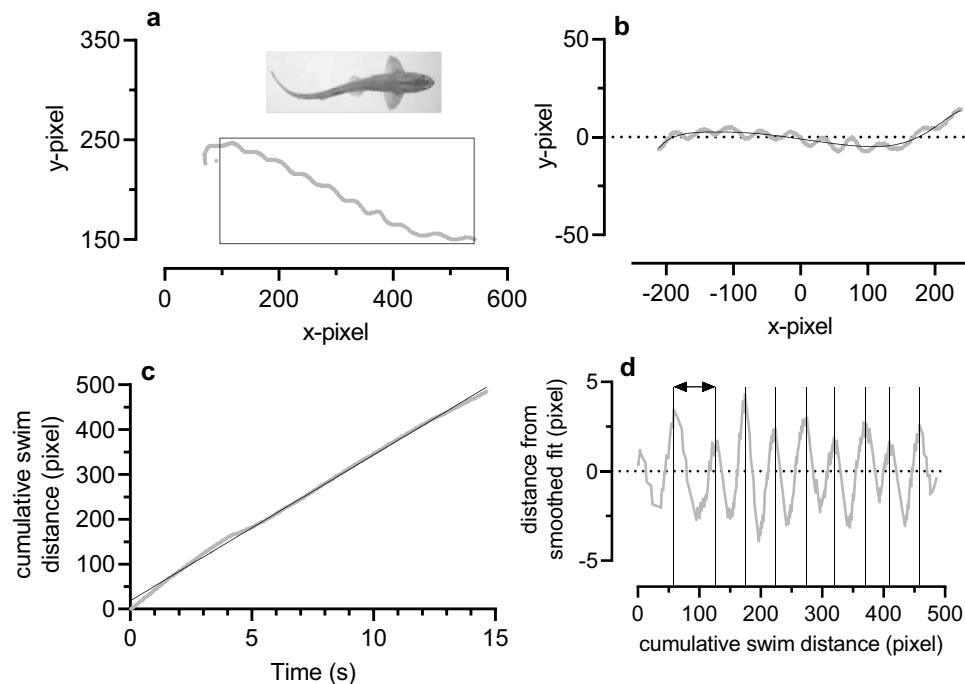 a
350
250
150
y-pixel
0 200 400 600
x-pixel
b
50
0
-50
y-pixel
-200 -100 0 100 200
x-pixel
c
500
400
300
200
100
0
cumulative swim
distance (pixel)
0 5 10 15
Time (s)
d
5
0
-5
distance from
smoothed fit (pixel)
0 100 200 300 400 500
cumulative swim distance (pixel)